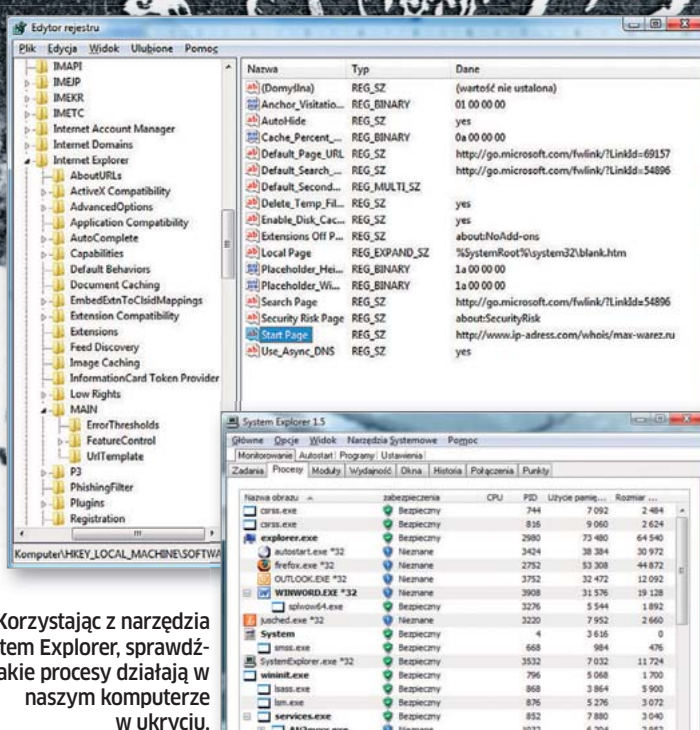 Edytor rejestru
Plik Edycja Widok Ulubione Pomoc
IMAPI
IMEJP
IMEKR
IMETC
Internet Account Manager
Internet Domains
Internet Explorer
AboutURLs
ActiveX Compatibility
AdvancedOptions
Application Compatibility
AutoComplete
Capabilities
Default Behaviors
Document Caching
EmbedExtnToClsidMappings
Extension Compatibility
Extensions
Feed Discovery
Image Caching
InformationCard Token Provider
Low Rights
MAIN
ErrorThresholds
FeatureControl
UrlTemplate
P3
PhishingFilter
Plugins
Registration
Komputer\HKEY_LOCAL_MACHINE\SOFTWA
Nazwa Typ Dane
(Domyślna) REG_SZ (wartość nie ustalona)
Anchor_Visitatio... REG_BINARY 01 00 00 00
AutoHide REG_SZ yes
Cache_Percent_... REG_BINARY 0a 00 00 00
Default_Page_URL REG_SZ http://go.microsoft.com/fwlink/?LinkId=69157
Default_Search_... REG_SZ http://go.microsoft.com/fwlink/?LinkId=54896
Default_Second... REG_MULTI_SZ
Delete_Temp_Fil... REG_SZ yes
Enable_Disk_Cac... REG_SZ yes
Extensions Off P... REG_SZ about:NoAdd-ons
Local Page REG_EXPAND_SZ %SystemRoot%\system32\blank.htm
Placeholder_Hei... REG_BINARY 1a 00 00 00
Placeholder_Wi... REG_BINARY 1a 00 00 00
Search Page REG_SZ http://go.microsoft.com/fwlink/?LinkId=54896
Security Risk Page REG_SZ about:SecurityRisk
Start Page REG_SZ http://www.ip-adress.com/whois/max-warez.ru
Use_Async_DNS REG_SZ yes
System Explorer 1.5
Główne Opcje Widok Narzędzia Systemowe Pomoc
Monitorowanie Autostart Programy Ustawienia
Zadania Procesy Moduły Wydajność Okna Historia Połączenia Punkty
Nazwa obrazu zabezpieczenia CPU PID Użycie pamię... Rozmiar ...
csrss.exe Bezpieczny 744 7 092 2 484
csrss.exe Bezpieczny 816 9 060 2 624
explorer.exe Bezpieczny 2980 73 480 64 540
autostart.exe *32 Nieznane 3424 38 384 30 972
firefox.exe *32 Nieznane 2752 53 308 44 872
OUTLOOK.EXE *32 Nieznane 3752 32 472 12 092
WINWORD.EXE *32 Nieznane 3908 31 576 19 128
splwow64.exe Bezpieczny 3276 5 544 1 892
jusched.exe *32 Nieznane 3220 7 952 2 660
System Bezpieczny 4 3 616 0
smss.exe Bezpieczny 668 984 476
SystemExplorer.exe *32 Bezpieczny 3532 7 032 11 724
wininit.exe Bezpieczny 796 5 068 1 700
lsass.exe Bezpieczny 868 3 864 5 900
lsm.exe Bezpieczny 876 5 276 3 072
services.exe Bezpieczny 852 7 880 3 040
Korzystając z narzędzia
tem Explorer, sprawdź-
akie procesy działają w
naszym komputerze
w ukryciu.